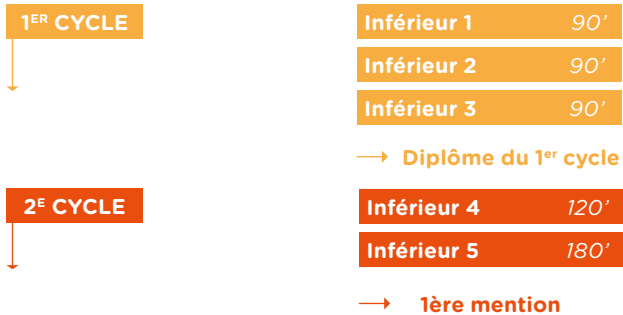 1ER CYCLE
Inférieur 1 90’
Inférieur 2 90’
Inférieur 3 90’
→ Diplôme du 1er cycle
2E CYCLE
Inférieur 4 120’
Inférieur 5 180’
→ 1ère mention